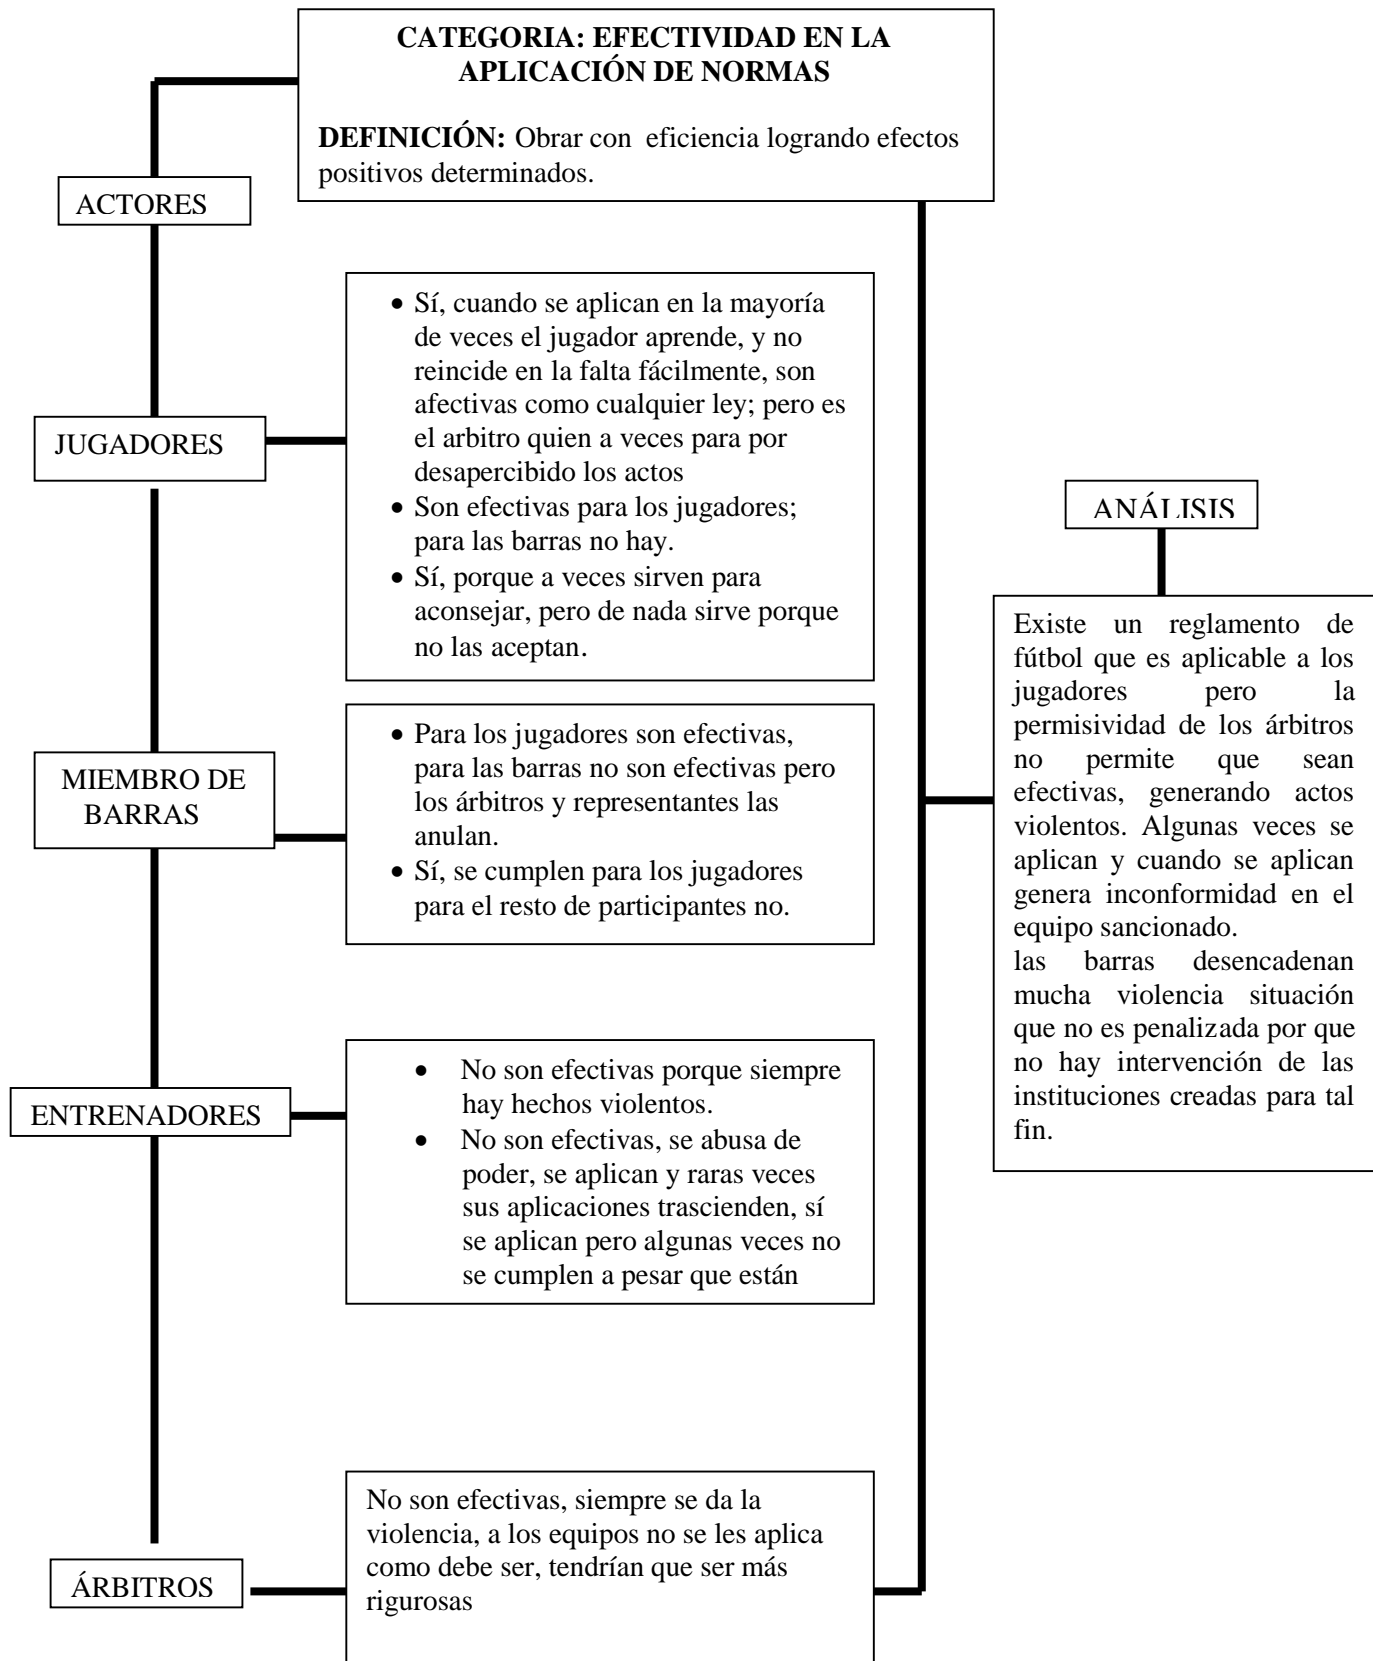 CATEGORIA: EFECTIVIDAD EN LA
APLICACIÓN DE NORMAS
DEFINICIÓN: Obrar con eficiencia logrando efectos
positivos determinados.
ACTORES
JUGADORES
• Sí, cuando se aplican en la mayoría
de veces el jugador aprende, y no
reincide en la falta fácilmente, son
afectivas como cualquier ley; pero es
el arbitro quien a veces para por
desapercibido los actos
• Son efectivas para los jugadores;
para las barras no hay.
• Sí, porque a veces sirven para
aconsejar, pero de nada sirve porque
no las aceptan.
MIEMBRO DE
BARRAS
• Para los jugadores son efectivas,
para las barras no son efectivas pero
los árbitros y representantes las
anulan.
• Sí, se cumplen para los jugadores
para el resto de participantes no.
ENTRENADORES
• No son efectivas porque siempre
hay hechos violentos.
• No son efectivas, se abusa de
poder, se aplican y raras veces
sus aplicaciones trascienden, sí
se aplican pero algunas veces no
se cumplen a pesar que están
ÁRBITROS
No son efectivas, siempre se da la
violencia, a los equipos no se les aplica
como debe ser, tendrían que ser más
rigurosas
ANÁLISIS
Existe un reglamento de
fútbol que es aplicable a los
jugadores pero la
permisividad de los árbitros
no permite que sean
efectivas, generando actos
violentos. Algunas veces se
aplican y cuando se aplican
genera inconformidad en el
equipo sancionado.
las barras desencadenan
mucha violencia situación
que no es penalizada por que
no hay intervención de las
instituciones creadas para tal
fin.